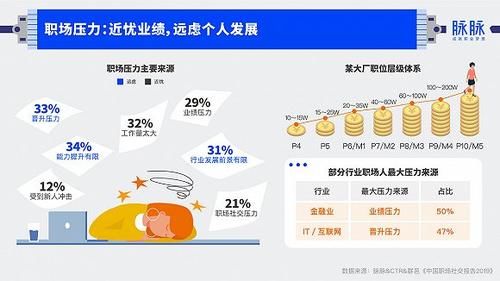 职场压力：近忧业绩，远虑个人发展
脉脉
成就职业梦想
职场压力主要来源
远虑
近忧
33%
晋升压力
34%
能力提升有限
12%
受到新人冲击
32%
工作量太大
29%
业绩压力
31%
行业发展前景有限
21%
职场社交压力
某大厂职位层级体系
10~15W
15~25W
20~35W
40~60W
60~100W
100~200W
P4
P5
P6/M1
P7/M2
P8/M3
P9/M4
P10/M5
部分行业职场人最大压力来源
行业
最大压力来源
占比
金融业
业绩压力
50%
IT / 互联网
晋升压力
47%
数据来源：脉脉&CTR&群邑《中国职场社交报告2019》